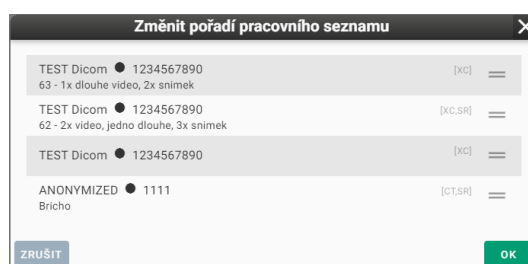 Změnit pořadí pracovního seznamu
TEST Dicom ● 1234567890 [XC]
63 - 1x dlouhe video, 2x snimek
TEST Dicom ● 1234567890 [XC,SR]
62 - 2x video, jedno dlouhe, 3x snimek
TEST Dicom ● 1234567890 [XC]
ANONYMIZED ● 1111 [CT,SR]
Bricho
ZRUŠIT OK